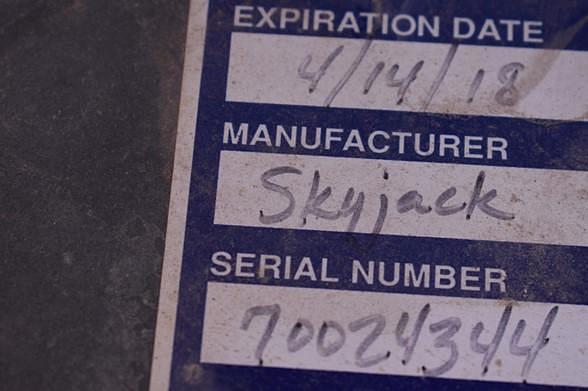 EXPIRATION DATE
4/14/18
MANUFACTURER
Skyjack
SERIAL NUMBER
70024344